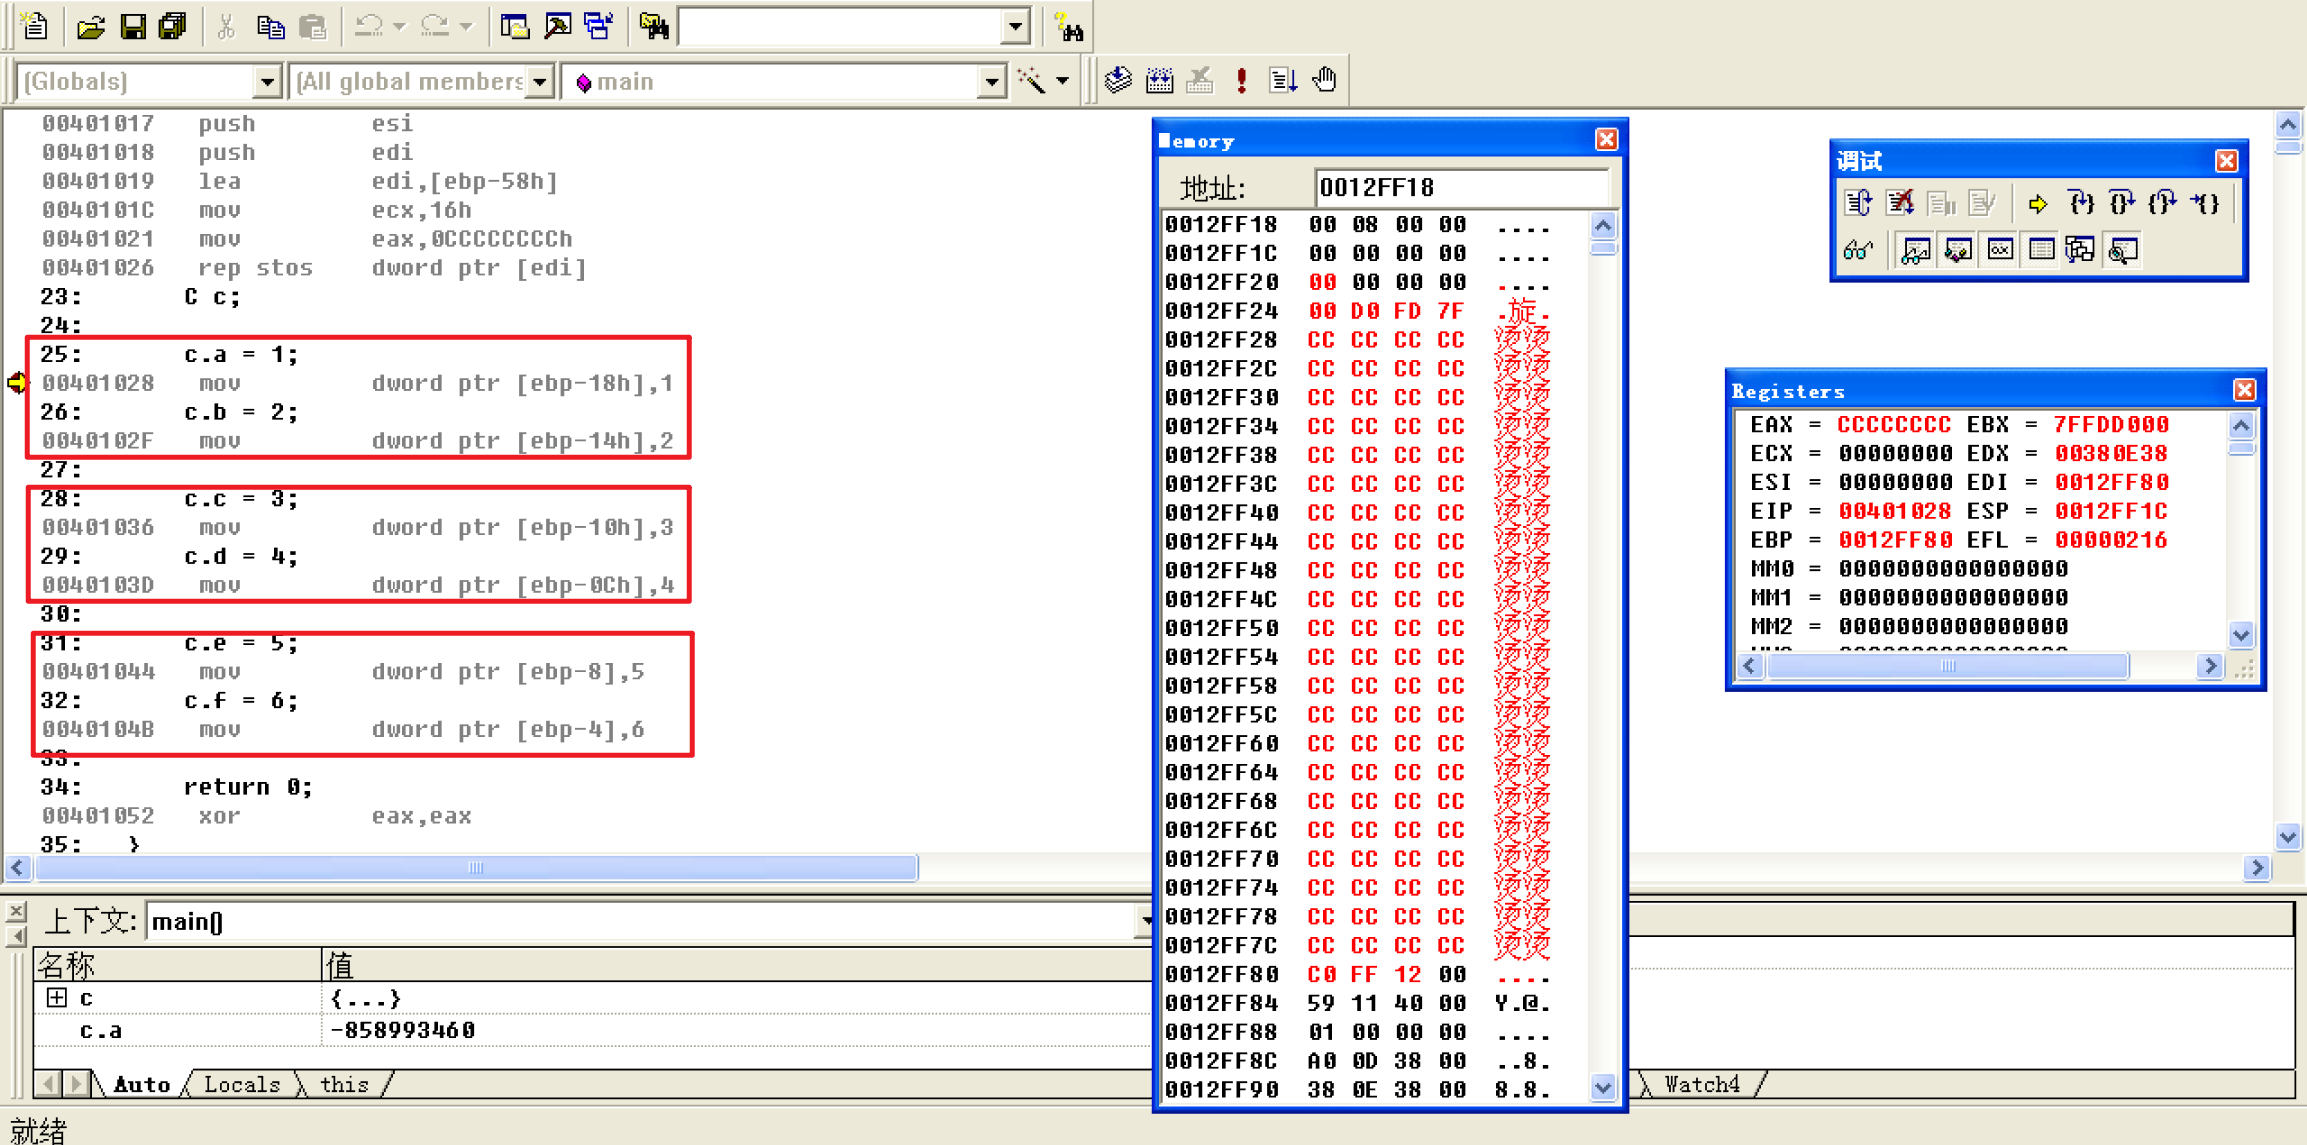 (Globals)
(All global members
main
00401017 push esi
00401018 push edi
00401019 lea edi,[ebp-58h]
0040101C mov ecx,16h
00401021 mov eax,0CCCCCCCCh
00401026 rep stos dword ptr [edi]
23: C c;
24:
25: c.a = 1;
00401028 mov dword ptr [ebp-18h],1
26: c.b = 2;
0040102F mov dword ptr [ebp-14h],2
27:
28: c.c = 3;
00401036 mov dword ptr [ebp-10h],3
29: c.d = 4;
0040103D mov dword ptr [ebp-0Ch],4
30:
31: c.e = 5;
00401044 mov dword ptr [ebp-8],5
32: c.f = 6;
0040104B mov dword ptr [ebp-4],6
33:
34: return 0;
00401052 xor eax,eax
35: }
Memory
地址: 0012FF18
0012FF18 00 08 00 00 ....
0012FF1C 00 00 00 00 ....
0012FF20 00 00 00 00 ....
0012FF24 00 D0 FD 7F .旋.
0012FF28 CC CC CC CC 烫烫
0012FF2C CC CC CC CC 烫烫
0012FF30 CC CC CC CC 烫烫
0012FF34 CC CC CC CC 烫烫
0012FF38 CC CC CC CC 烫烫
0012FF3C CC CC CC CC 烫烫
0012FF40 CC CC CC CC 烫烫
0012FF44 CC CC CC CC 烫烫
0012FF48 CC CC CC CC 烫烫
0012FF4C CC CC CC CC 烫烫
0012FF50 CC CC CC CC 烫烫
0012FF54 CC CC CC CC 烫烫
0012FF58 CC CC CC CC 烫烫
0012FF5C CC CC CC CC 烫烫
0012FF60 CC CC CC CC 烫烫
0012FF64 CC CC CC CC 烫烫
0012FF68 CC CC CC CC 烫烫
0012FF6C CC CC CC CC 烫烫
0012FF70 CC CC CC CC 烫烫
0012FF74 CC CC CC CC 烫烫
0012FF78 CC CC CC CC 烫烫
0012FF7C CC CC CC CC 烫烫
0012FF80 C0 FF 12 00 ....
0012FF84 59 11 40 00 Y.@.
0012FF88 01 00 00 00 ....
0012FF8C A0 0D 38 00 ..8.
0012FF90 38 0E 38 00 8.8.
调试
Registers
EAX = CCCCCCCC EBX = 7FFDD000
ECX = 00000000 EDX = 00380E38
ESI = 00000000 EDI = 0012FF80
EIP = 00401028 ESP = 0012FF1C
EBP = 0012FF80 EFL = 00000216
MM0 = 0000000000000000
MM1 = 0000000000000000
MM2 = 0000000000000000
上下文: main()
名称 值
c {...}
c.a -858993460
Auto Locals this
Watch4
就绪